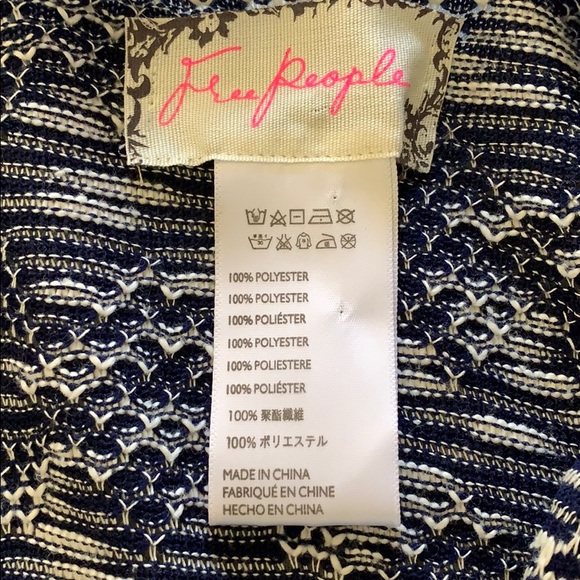 Free People
100% POLYESTER
100% POLYESTER
100% POLIÉSTER
100% POLYESTER
100% POLIESTERE
100% POLIÉSTER
100% 聚酯纖維
100% ポリエステル
MADE IN CHINA
FABRIQUÉ EN CHINE
HECHO EN CHINA